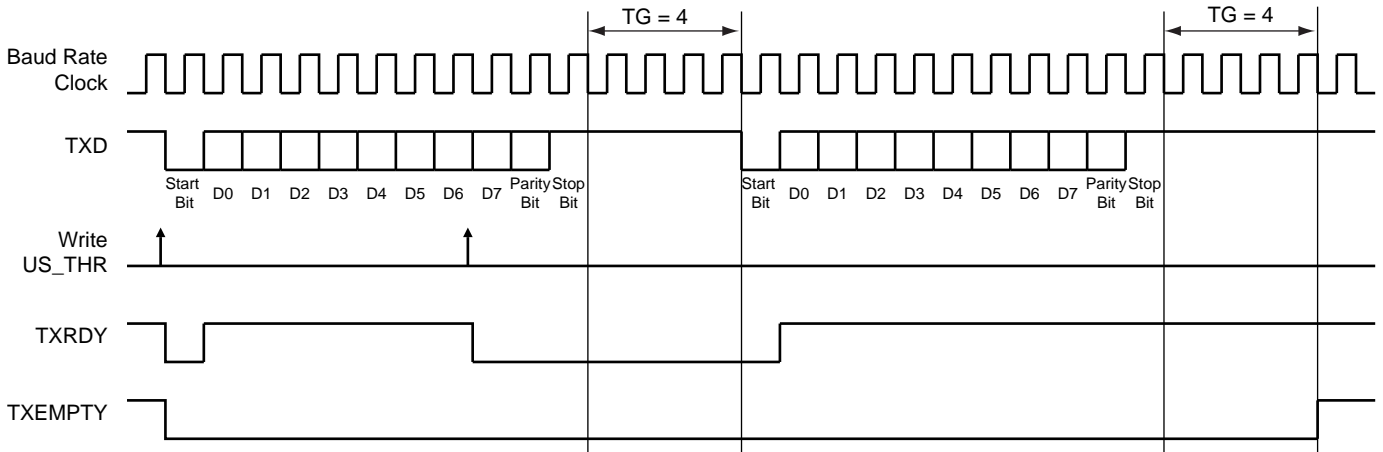 TG = 4
TG = 4
Baud Rate
Clock
TXD
Start
Bit
D0
D1
D2
D3
D4
D5
D6
D7
Parity
Bit
Stop
Bit
Start
Bit
D0
D1
D2
D3
D4
D5
D6
D7
Parity
Bit
Stop
Bit
Write
US_THR
TXRDY
TXEMPTY